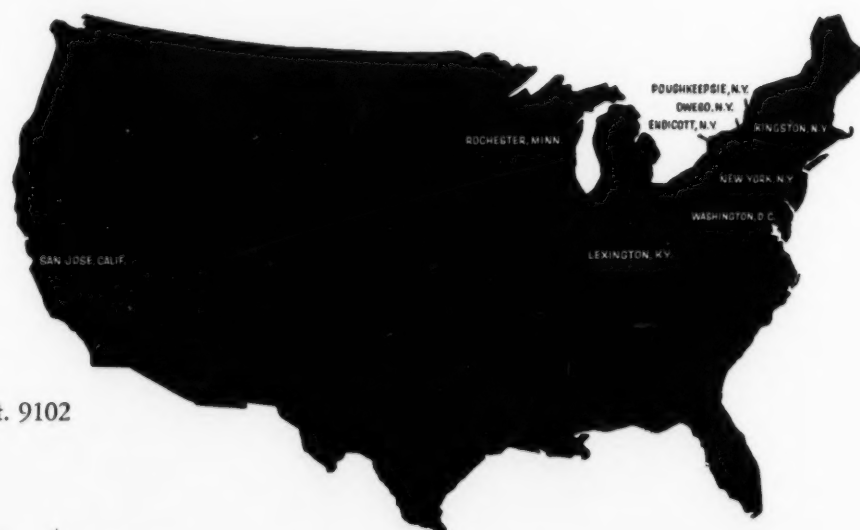 POUGHKEEPSIE, N.Y.
OWEGO, N.Y.
ENDICOTT, N.Y.
KINGSTON, N.Y.
ROCHESTER, MINN.
NEW YORK, N.Y.
WASHINGTON, D.C.
SAN JOSE, CALIF.
LEXINGTON, KY.
9102